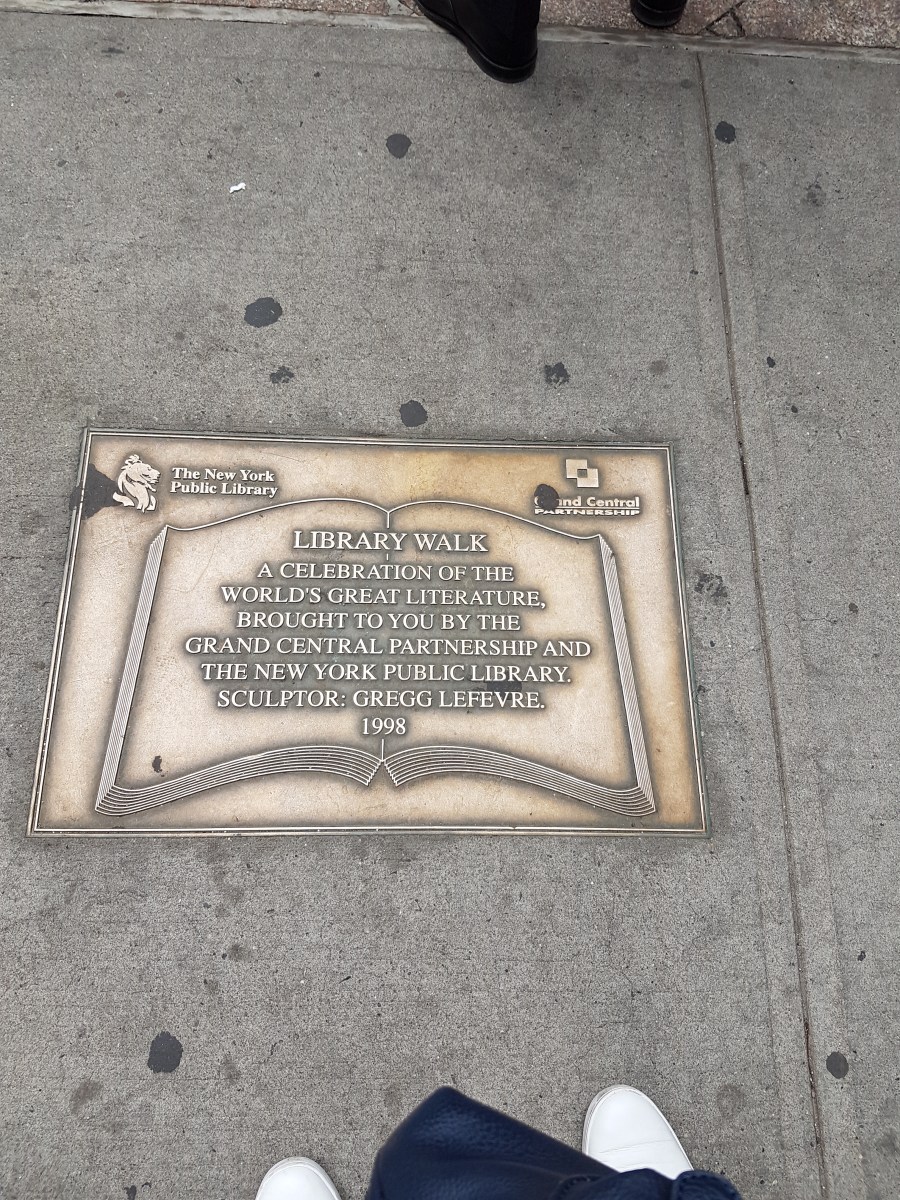 The New York
Public Library
Grand Central
PARTNERSHIP
LIBRARY WALK
A CELEBRATION OF THE
WORLD'S GREAT LITERATURE,
BROUGHT TO YOU BY THE
GRAND CENTRAL PARTNERSHIP AND
THE NEW YORK PUBLIC LIBRARY.
SCULPTOR: GREGG LEFEVRE.
1998